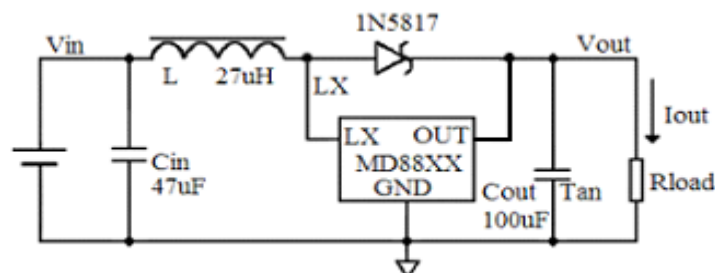 1N5817
Vin
Vout
L 27uH
LX
Iout
LX OUT
MD88XX
GND
Cin
47uF
Cout Tan
100uF
Rload